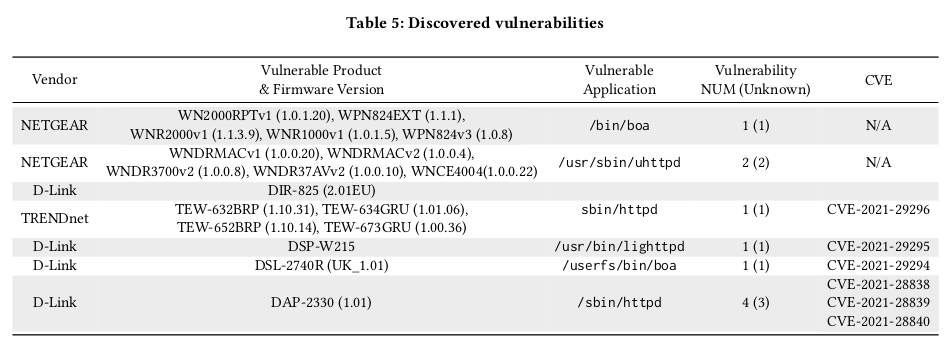 Table 5: Discovered vulnerabilities
Vendor Vulnerable Product & Firmware Version Vulnerable Application Vulnerability NUM (Unknown) CVE
NETGEAR WN2000RPTv1 (1.0.1.20), WPN824EXT (1.1.1), /bin/boa 1 (1) N/A
WNR2000v1 (1.1.3.9), WNR1000v1 (1.0.1.5), WPN824v3 (1.0.8)
NETGEAR WNDRMACv1 (1.0.0.20), WNDRMACv2 (1.0.0.4), /usr/sbin/uhttpd 2 (2) N/A
WNDR3700v2 (1.0.0.8), WNDR37AVv2 (1.0.0.10), WNCE4004(1.0.0.22)
D-Link DIR-825 (2.01EU)
TRENDnet TEW-632BRP (1.10.31), TEW-634GRU (1.01.06), sbin/httpd 1 (1) CVE-2021-29296
TEW-652BRP (1.10.14), TEW-673GRU (1.00.36)
D-Link DSP-W215 /usr/bin/lighttpd 1 (1) CVE-2021-29295
D-Link DSL-2740R (UK_1.01) /userfs/bin/boa 1 (1) CVE-2021-29294
D-Link DAP-2330 (1.01) /sbin/httpd 4 (3) CVE-2021-28838
CVE-2021-28839
CVE-2021-28840